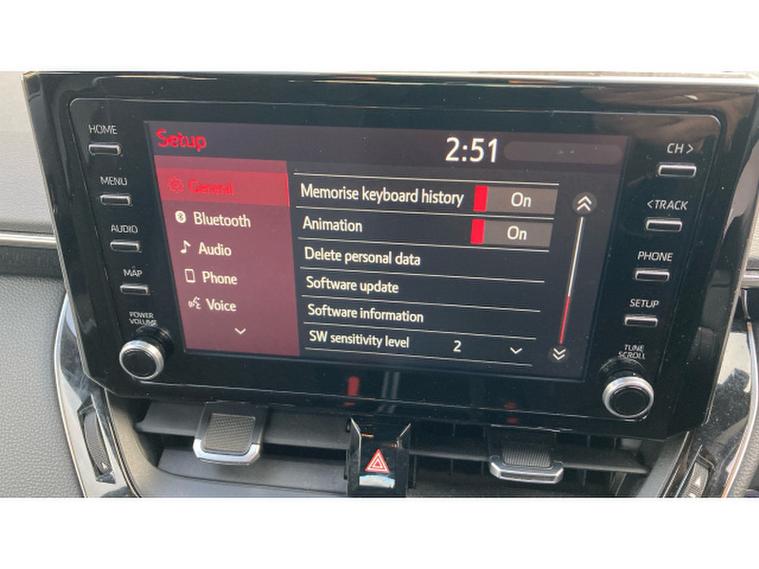 HOME
MENU
AUDIO
MAP
POWER
VOLUME
Setup
2:51
General
Bluetooth
Audio
Phone
Voice
Memorise keyboard history On
Animation On
Delete personal data
Software update
Software information
SW sensitivity level 2
CH >
<TRACK
PHONE
SETUP
TUNE
SCROLL